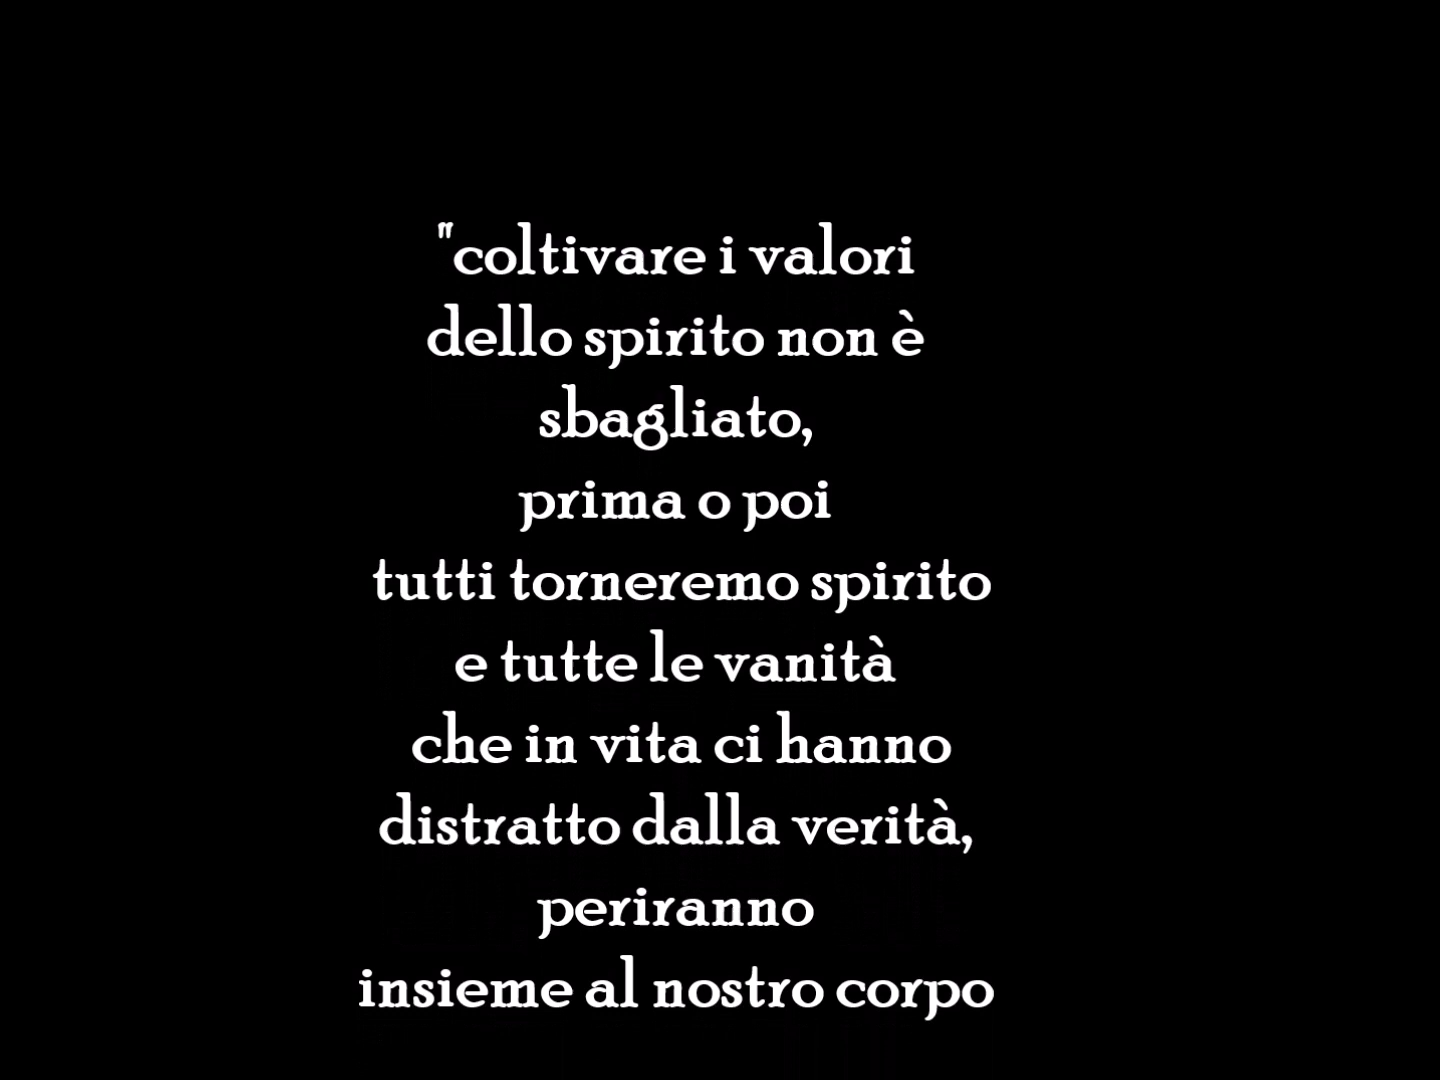 "coltivare i valori
dello spirito non è
sbagliato,
prima o poi
tutti torneremo spirito
e tutte le vanità
che in vita ci hanno
distratto dalla verità,
periranno
insieme al nostro corpo